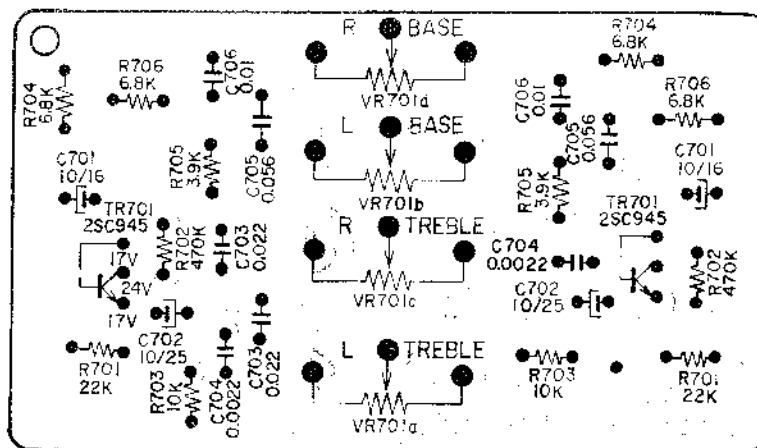 R704
6.8K
R706
6.8K
C706
0.01
R705
3.9K
C705
0.056
C701
10/16
TR701
2SC945
17V
24V
17V
R702
470K
C703
0.022
C702
10/25
R701
22K
R703
10K
C704
0.0022
C703
0.022
R BASE
VR701d
L BASE
VR701b
R TREBLE
VR701c
L TREBLE
VR701a
R704
6.8K
C706
0.01
R706
6.8K
C705
0.056
R705
3.9K
C701
10/16
TR701
2SC945
C704
0.0022
C702
10/25
R702
470K
R703
10K
R701
22K